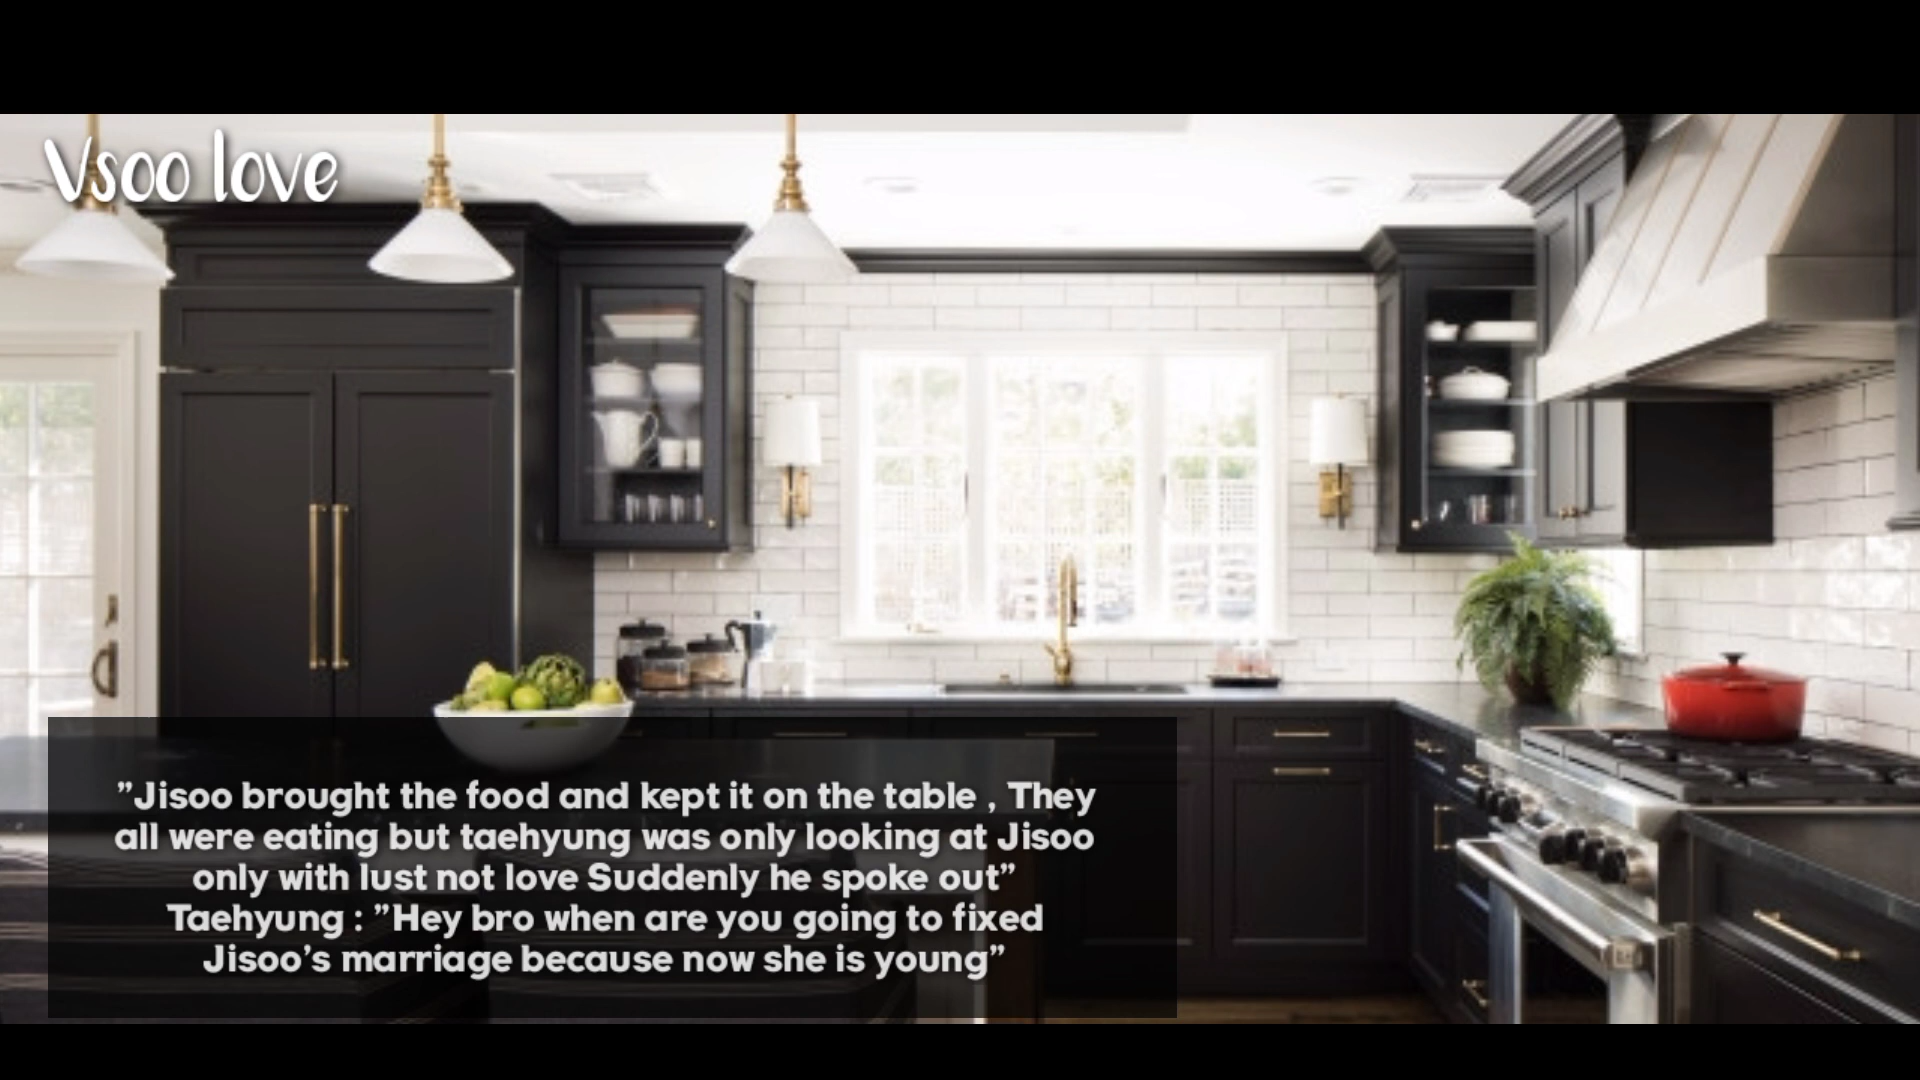 Vsoo love
”Jisoo brought the food and kept it on the table , They
all were eating but taehyung was only looking at Jisoo
only with lust not love Suddenly he spoke out”
Taehyung : ”Hey bro when are you going to fixed
Jisoo’s marriage because now she is young”